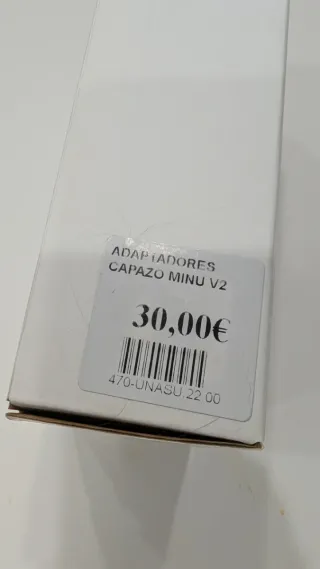 ADAPTADORES
CAPAZO MINU V2
30,00€
470-UNASU 22 00